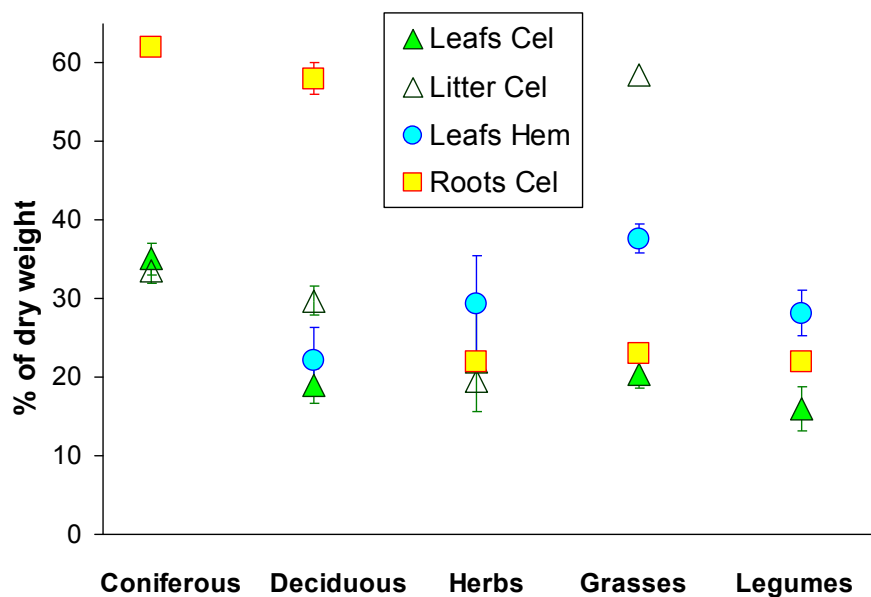 60
50
40
30
20
10
0
% of dry weight
Leafs Cel
Litter Cel
Leafs Hem
Roots Cel
Coniferous Deciduous Herbs Grasses Legumes